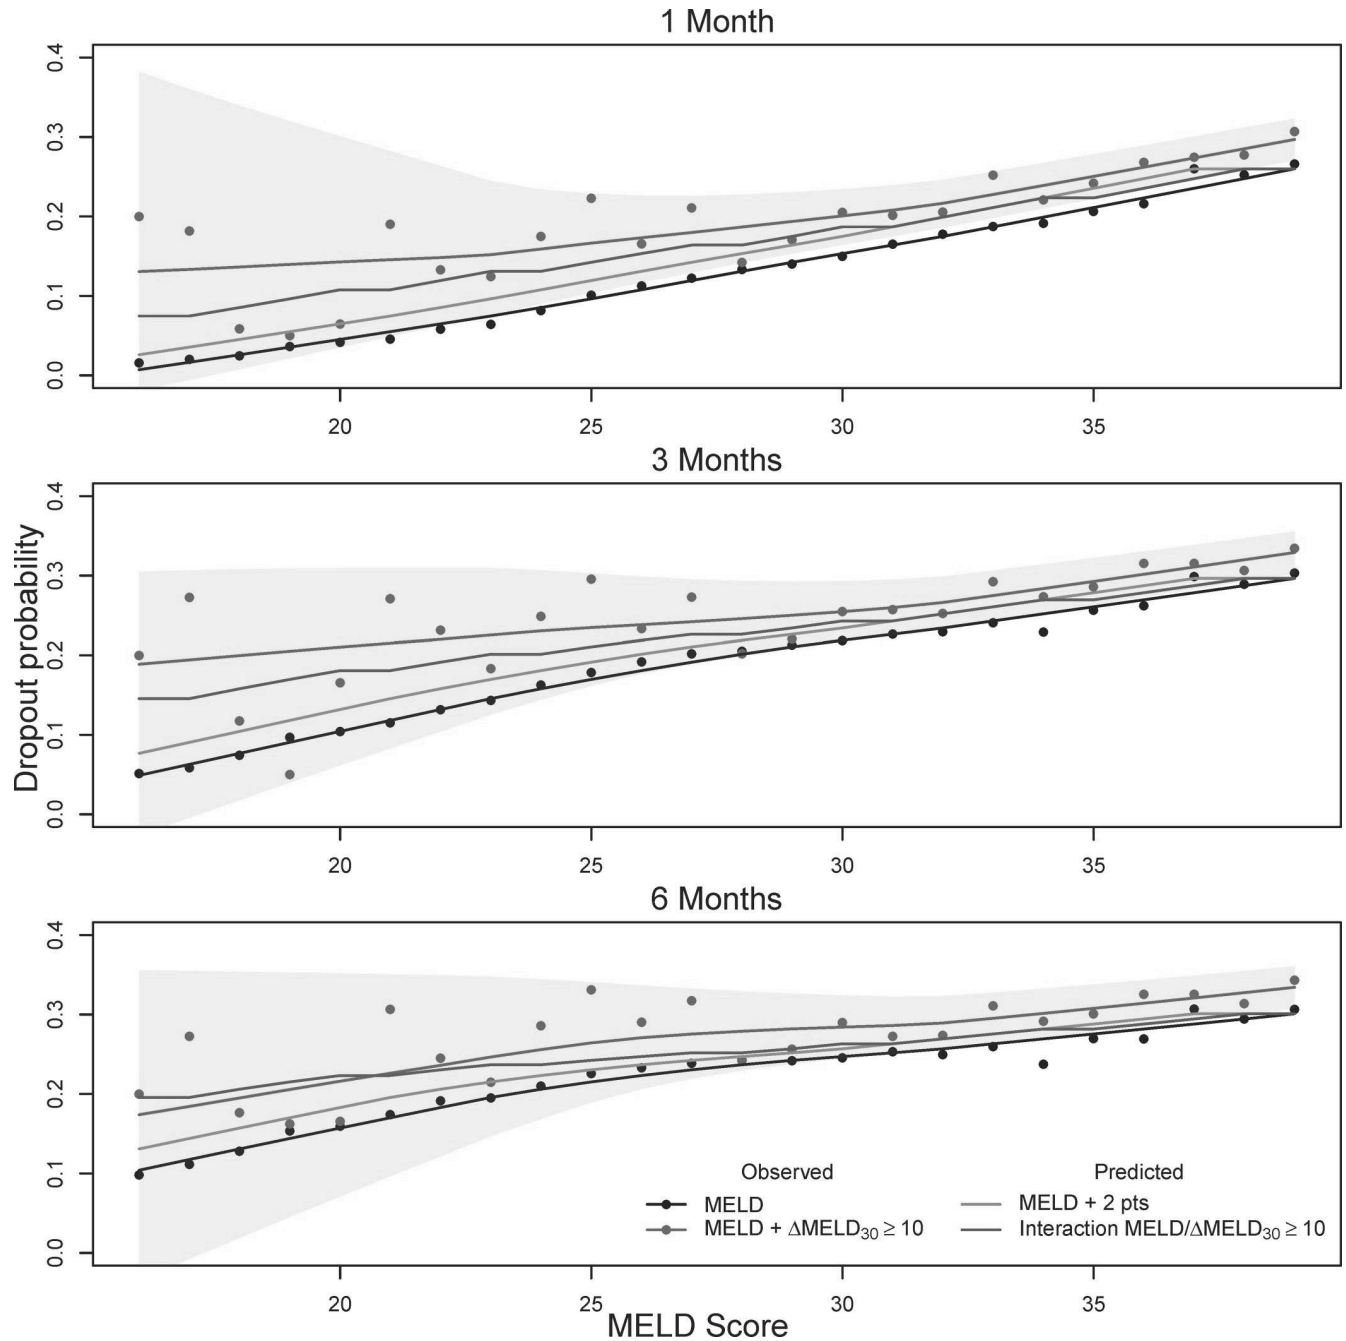 1 Month
0.4
0.3
0.2
0.1
0.0
20 25 30 35
3 Months
0.4
0.3
0.2
0.1
0.0
20 25 30 35
Dropout probability
6 Months
0.4
0.3
0.2
0.1
0.0
Observed Predicted
MELD MELD + 2 pts
MELD + ΔMELD₃₀ ≥ 10 Interaction MELD/ΔMELD₃₀ ≥ 10
20 25 30 35
MELD Score